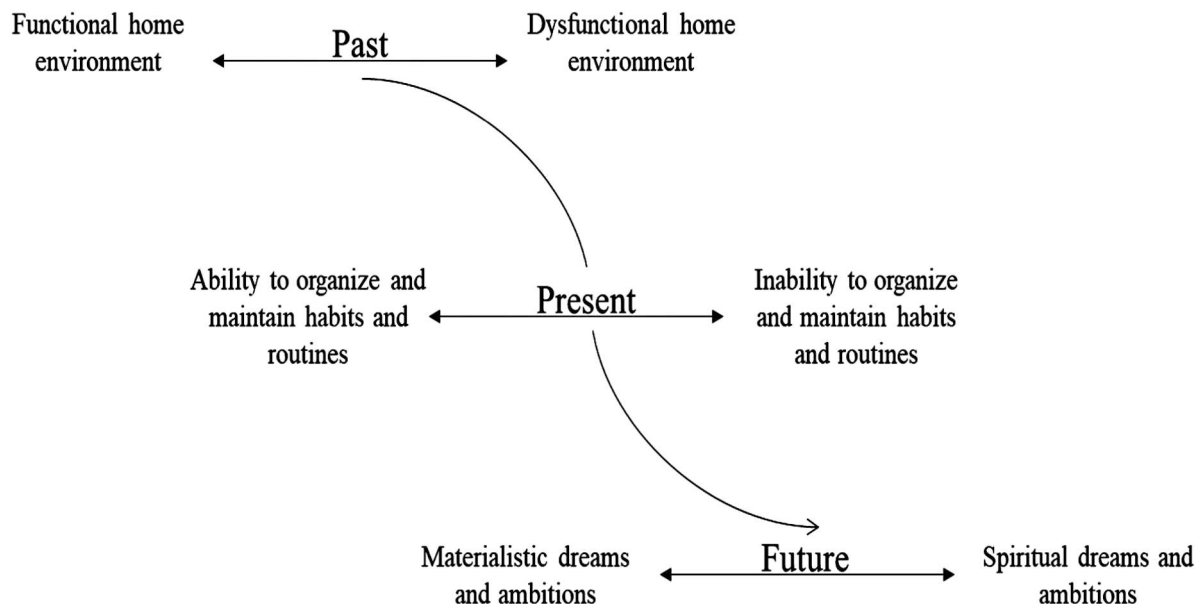 Functional home
environment
Past
Dysfunctional home
environment
Ability to organize and
maintain habits and
routines
Present
Inability to organize
and maintain habits
and routines
Materialistic dreams
and ambitions
Future
Spiritual dreams and
ambitions